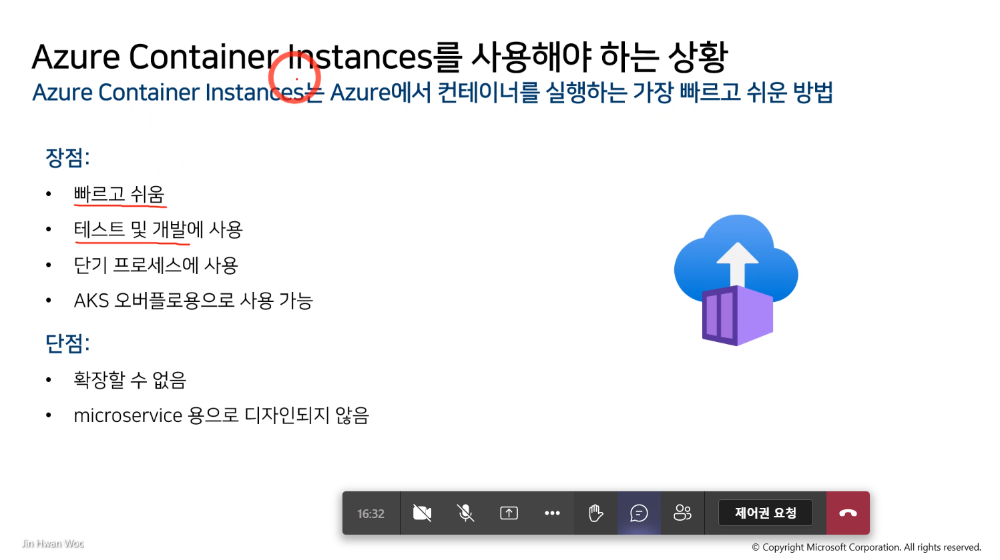 Azure Container Instances를 사용해야 하는 상황
Azure Container Instances는 Azure에서 컨테이너를 실행하는 가장 빠르고 쉬운 방법
장점:
• 빠르고 쉬움
• 테스트 및 개발에 사용
• 단기 프로세스에 사용
• AKS 오버플로용으로 사용 가능
단점:
• 확장할 수 없음
• microservice 용으로 디자인되지 않음
16:32
제어권 요청
Jin Hwan Woo
© Copyright Microsoft Corporation. All rights reserved.